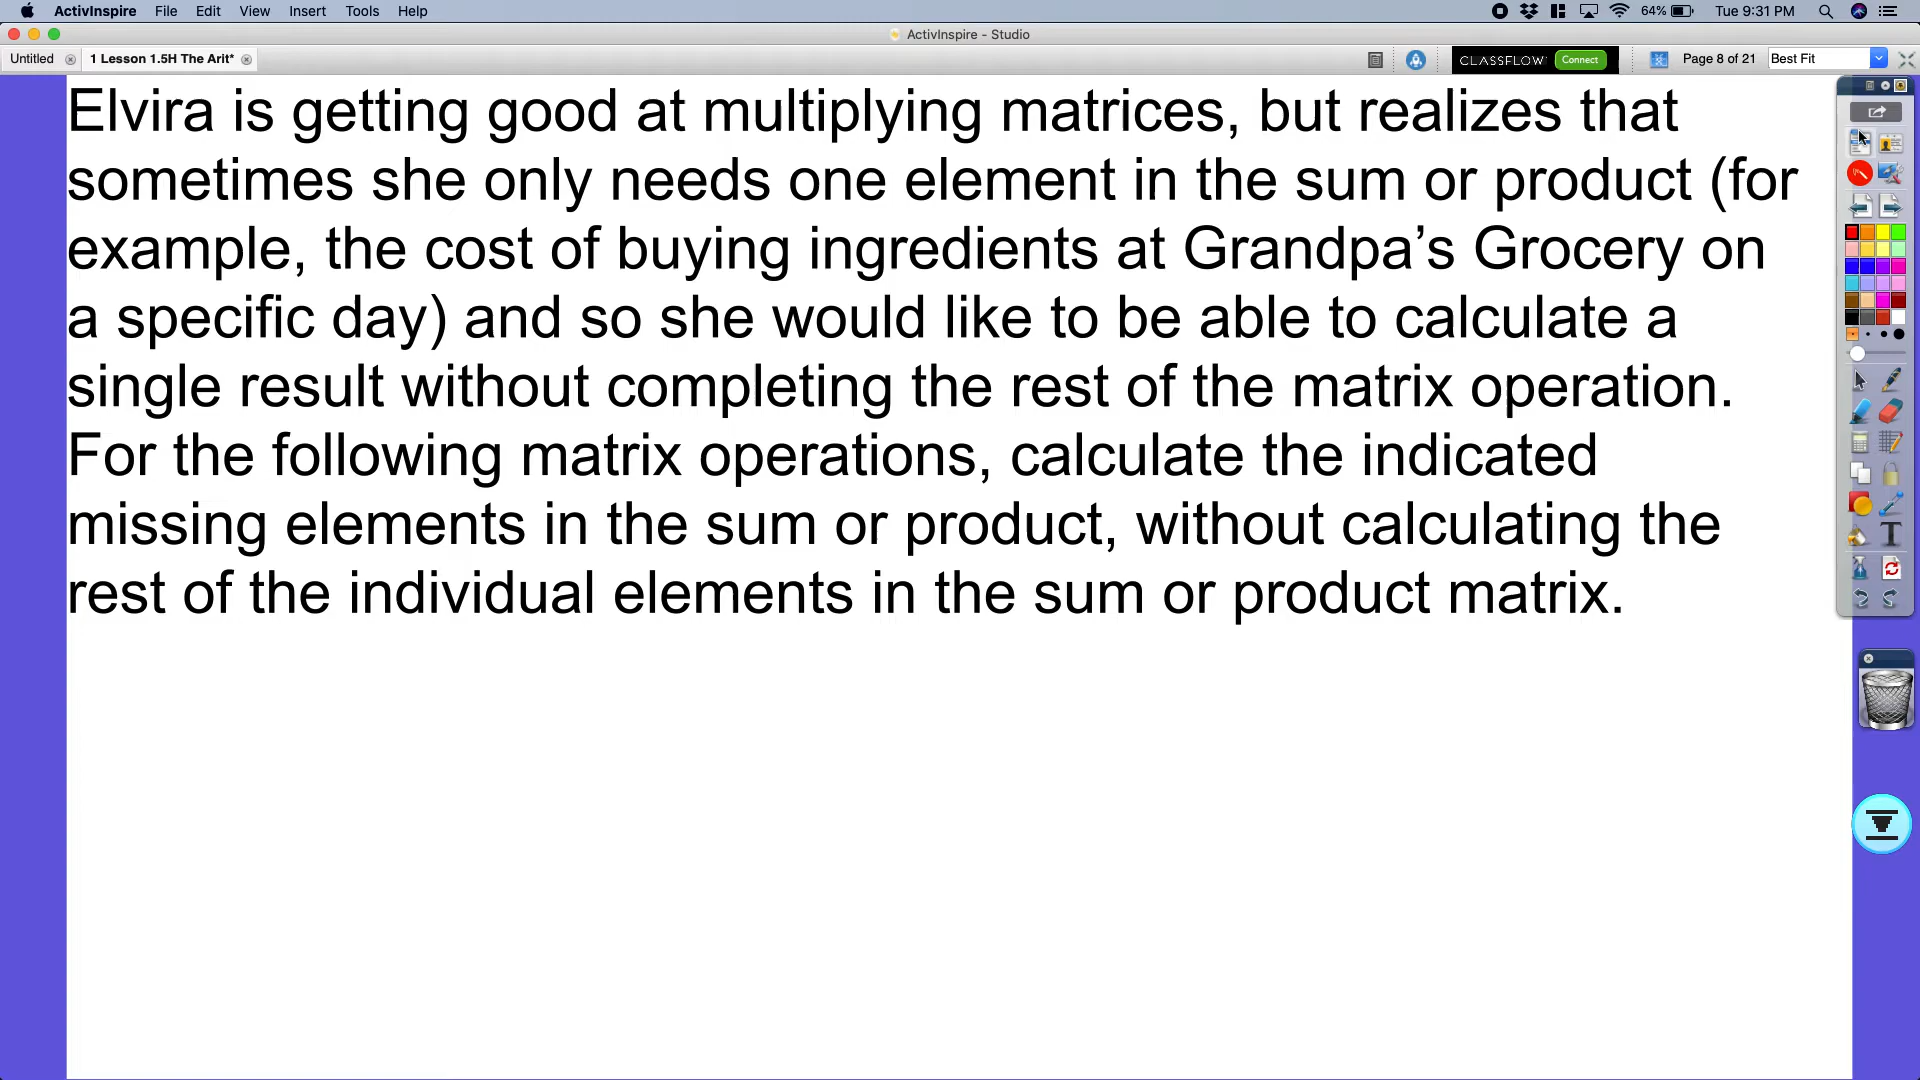 ActivInspire File Edit View Insert Tools Help 64% Tue 9:31 PM
ActivInspire - Studio
Untitled 1 Lesson 1.5H The Arit* CLASSFLOW Connect Page 8 of 21 Best Fit
Elvira is getting good at multiplying matrices, but realizes that
sometimes she only needs one element in the sum or product (for
example, the cost of buying ingredients at Grandpa’s Grocery on
a specific day) and so she would like to be able to calculate a
single result without completing the rest of the matrix operation.
For the following matrix operations, calculate the indicated
missing elements in the sum or product, without calculating the
rest of the individual elements in the sum or product matrix.